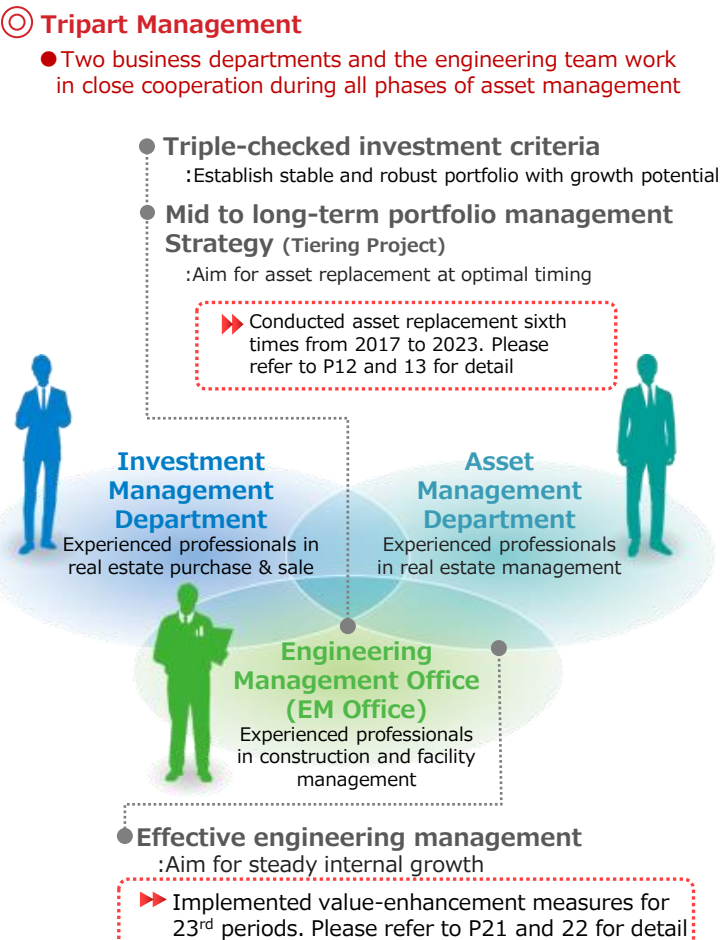 Tripart Management
●Two business departments and the engineering team work
in close cooperation during all phases of asset management
Triple-checked investment criteria
:Establish stable and robust portfolio with growth potential
Mid to long-term portfolio management
Strategy (Tiering Project)
:Aim for asset replacement at optimal timing
Conducted asset replacement sixth
times from 2017 to 2023. Please
refer to P12 and 13 for detail
Investment
Management
Department
Experienced professionals in
real estate purchase & sale
Asset
Management
Department
Experienced professionals
in real estate management
Engineering
Management Office
(EM Office)
Experienced professionals
in construction and facility
management
Effective engineering management
:Aim for steady internal growth
Implemented value-enhancement measures for
23rd periods. Please refer to P21 and 22 for detail